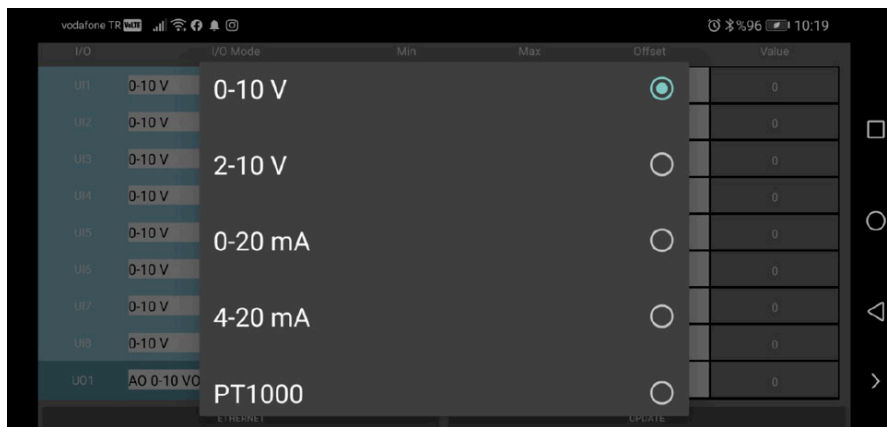 vodafone TR VoLTE %96 10:19
I/O I/O Mode Min Max Offset Value
UI1 0-10 V 0
UI2 0-10 V 0
UI3 0-10 V 0
UI4 0-10 V 0
UI5 0-10 V 0
UI6 0-10 V 0
UI7 0-10 V 0
UI8 0-10 V 0
UO1 AO 0-10 VO 0
0-10 V
2-10 V
0-20 mA
4-20 mA
PT1000
ETHERNET UPDATE